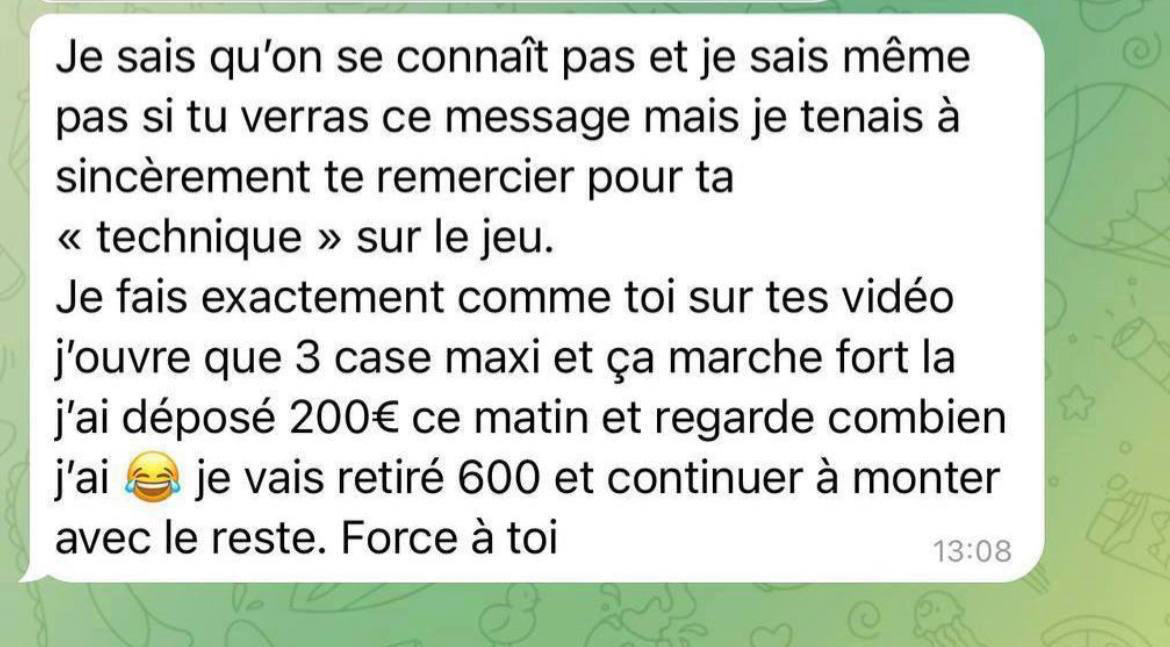 Je sais qu’on se connaît pas et je sais même
pas si tu verras ce message mais je tenais à
sincèrement te remercier pour ta
« technique » sur le jeu.
Je fais exactement comme toi sur tes vidéo
j’ouvre que 3 case maxi et ça marche fort la
j’ai déposé 200€ ce matin et regarde combien
j’ai 😂 je vais retiré 600 et continuer à monter
avec le reste. Force à toi
13:08